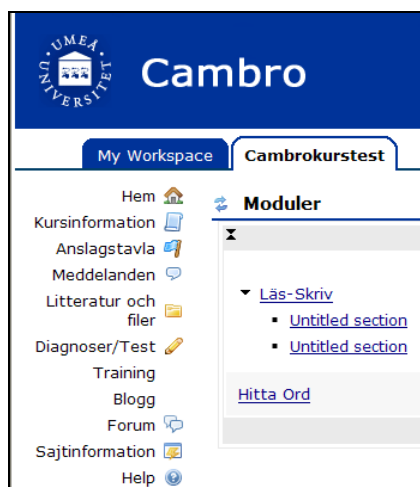 UMEÅ UNIVERSITET
Cambro
My Workspace
Cambrokurstest
Hem
Kursinformation
Anslagstavla
Meddelanden
Litteratur och
filer
Diagnoser/Test
Training
Blogg
Forum
Sajtinformation
Help
Moduler
Läs-Skriv
Untitled section
Untitled section
Hitta Ord